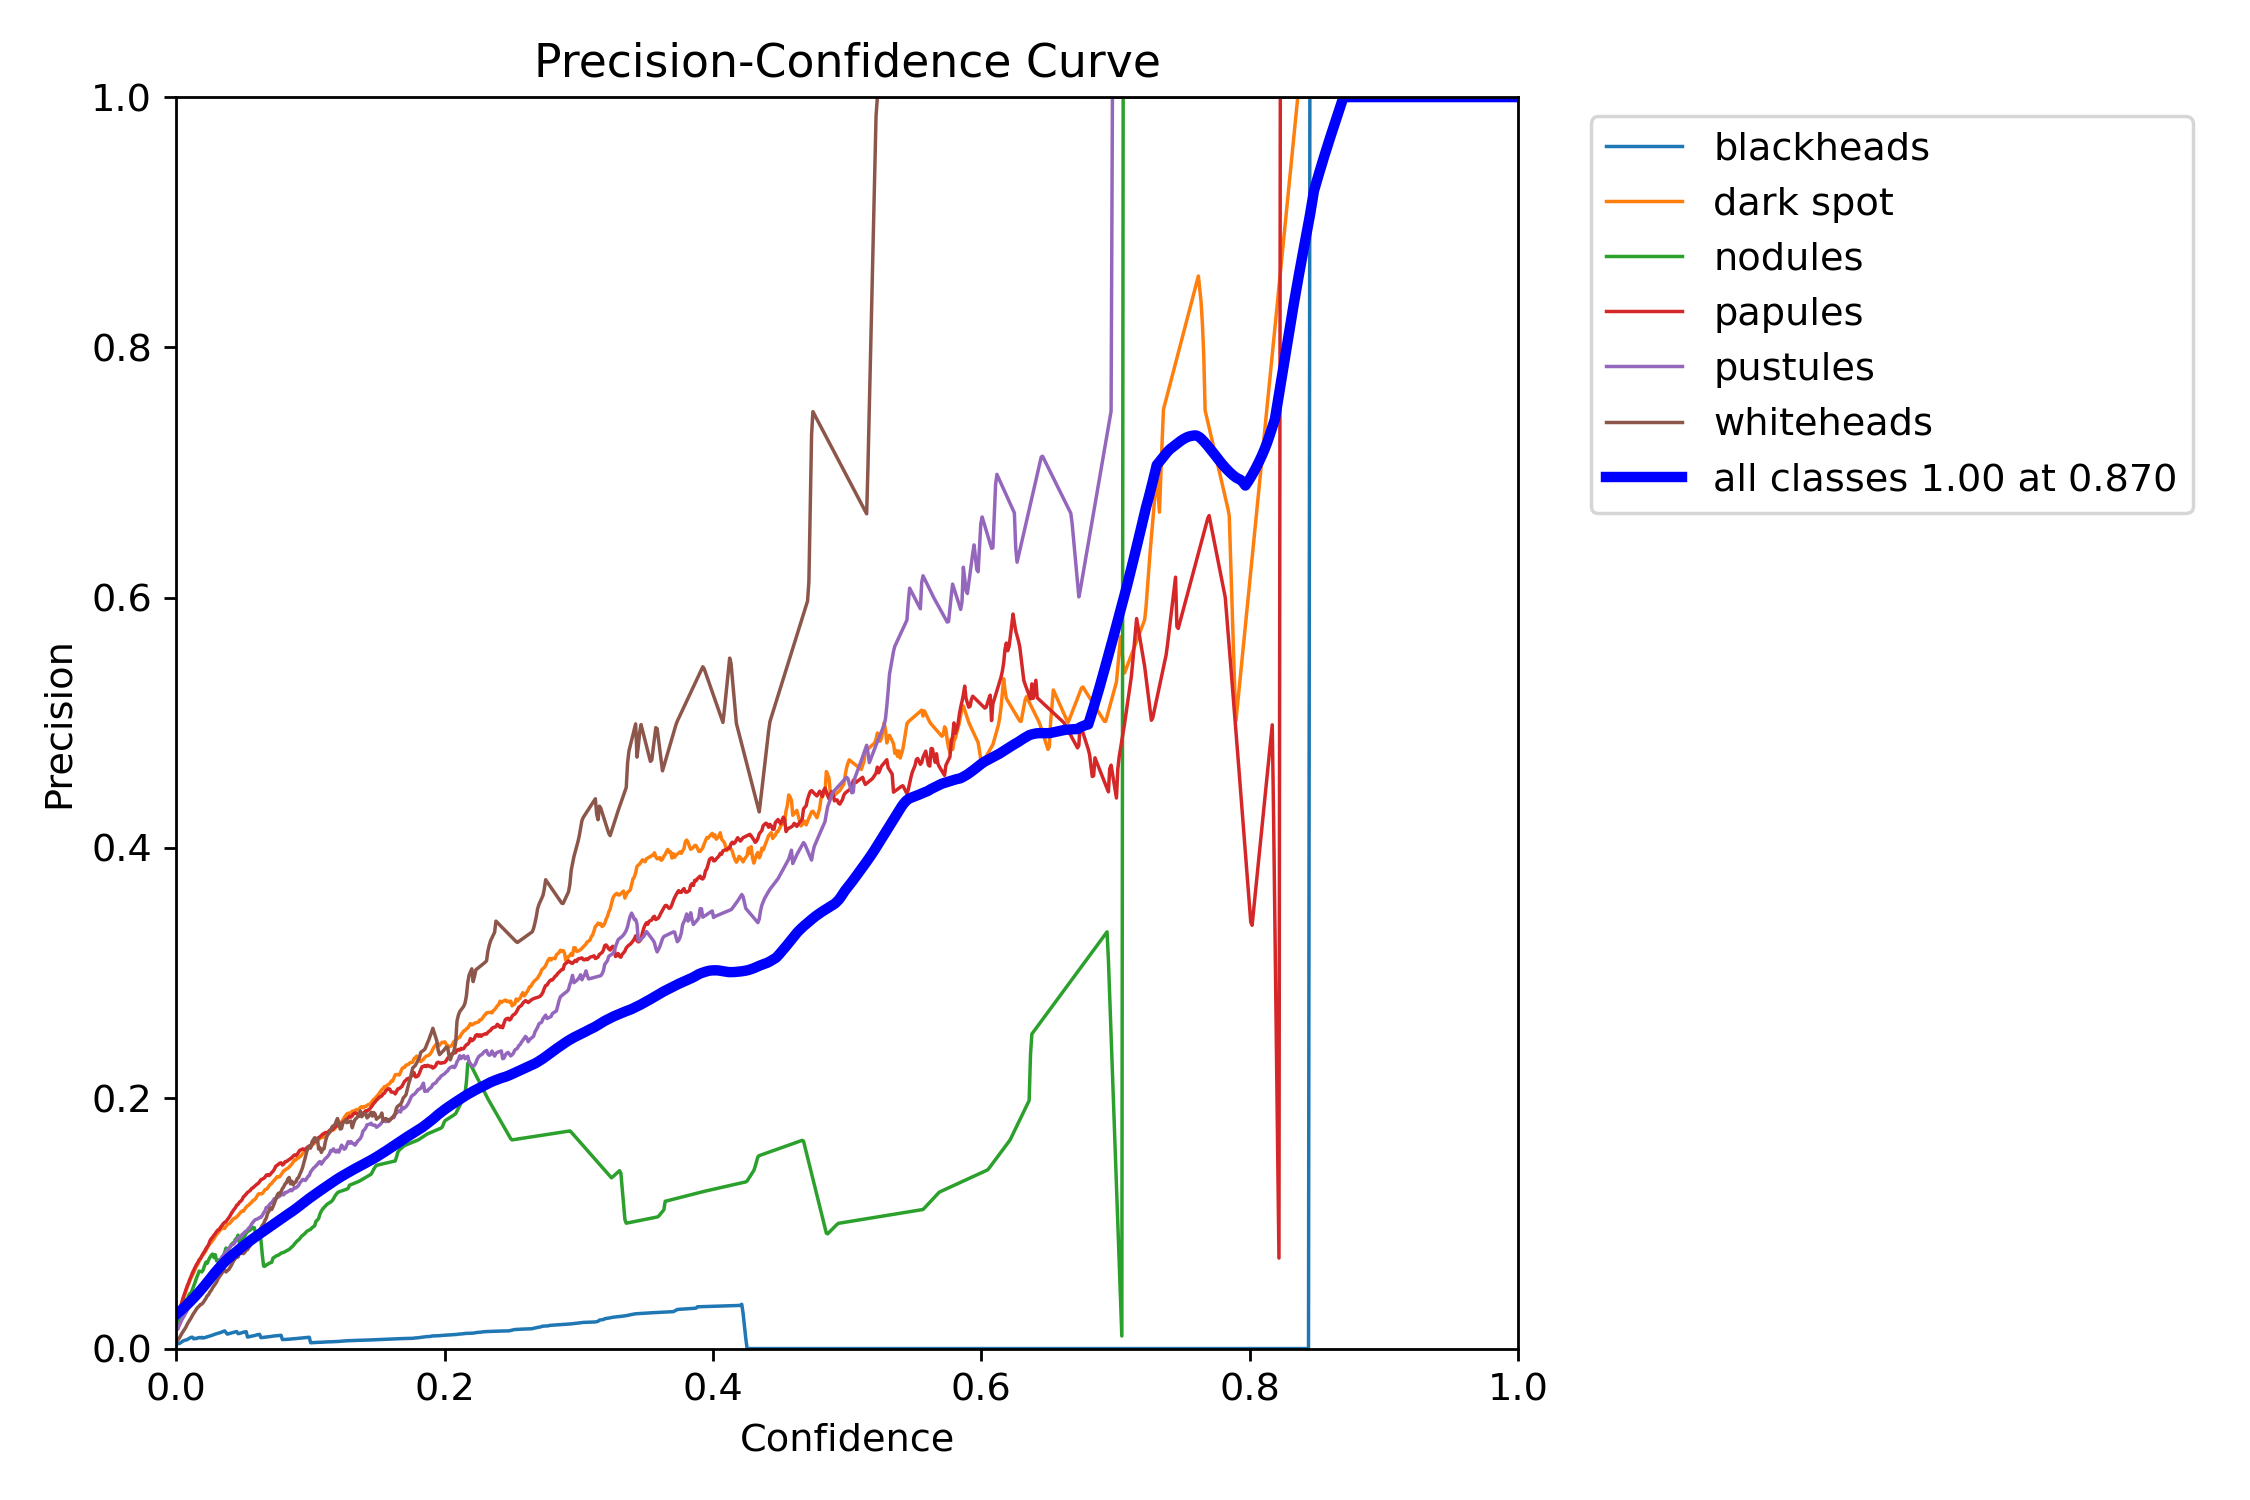 Precision-Confidence Curve
1.0
0.8
0.6
0.4
0.2
0.0
Precision
0.0 0.2 0.4 0.6 0.8 1.0
Confidence
blackheads
dark spot
nodules
papules
pustules
whiteheads
all classes 1.00 at 0.870